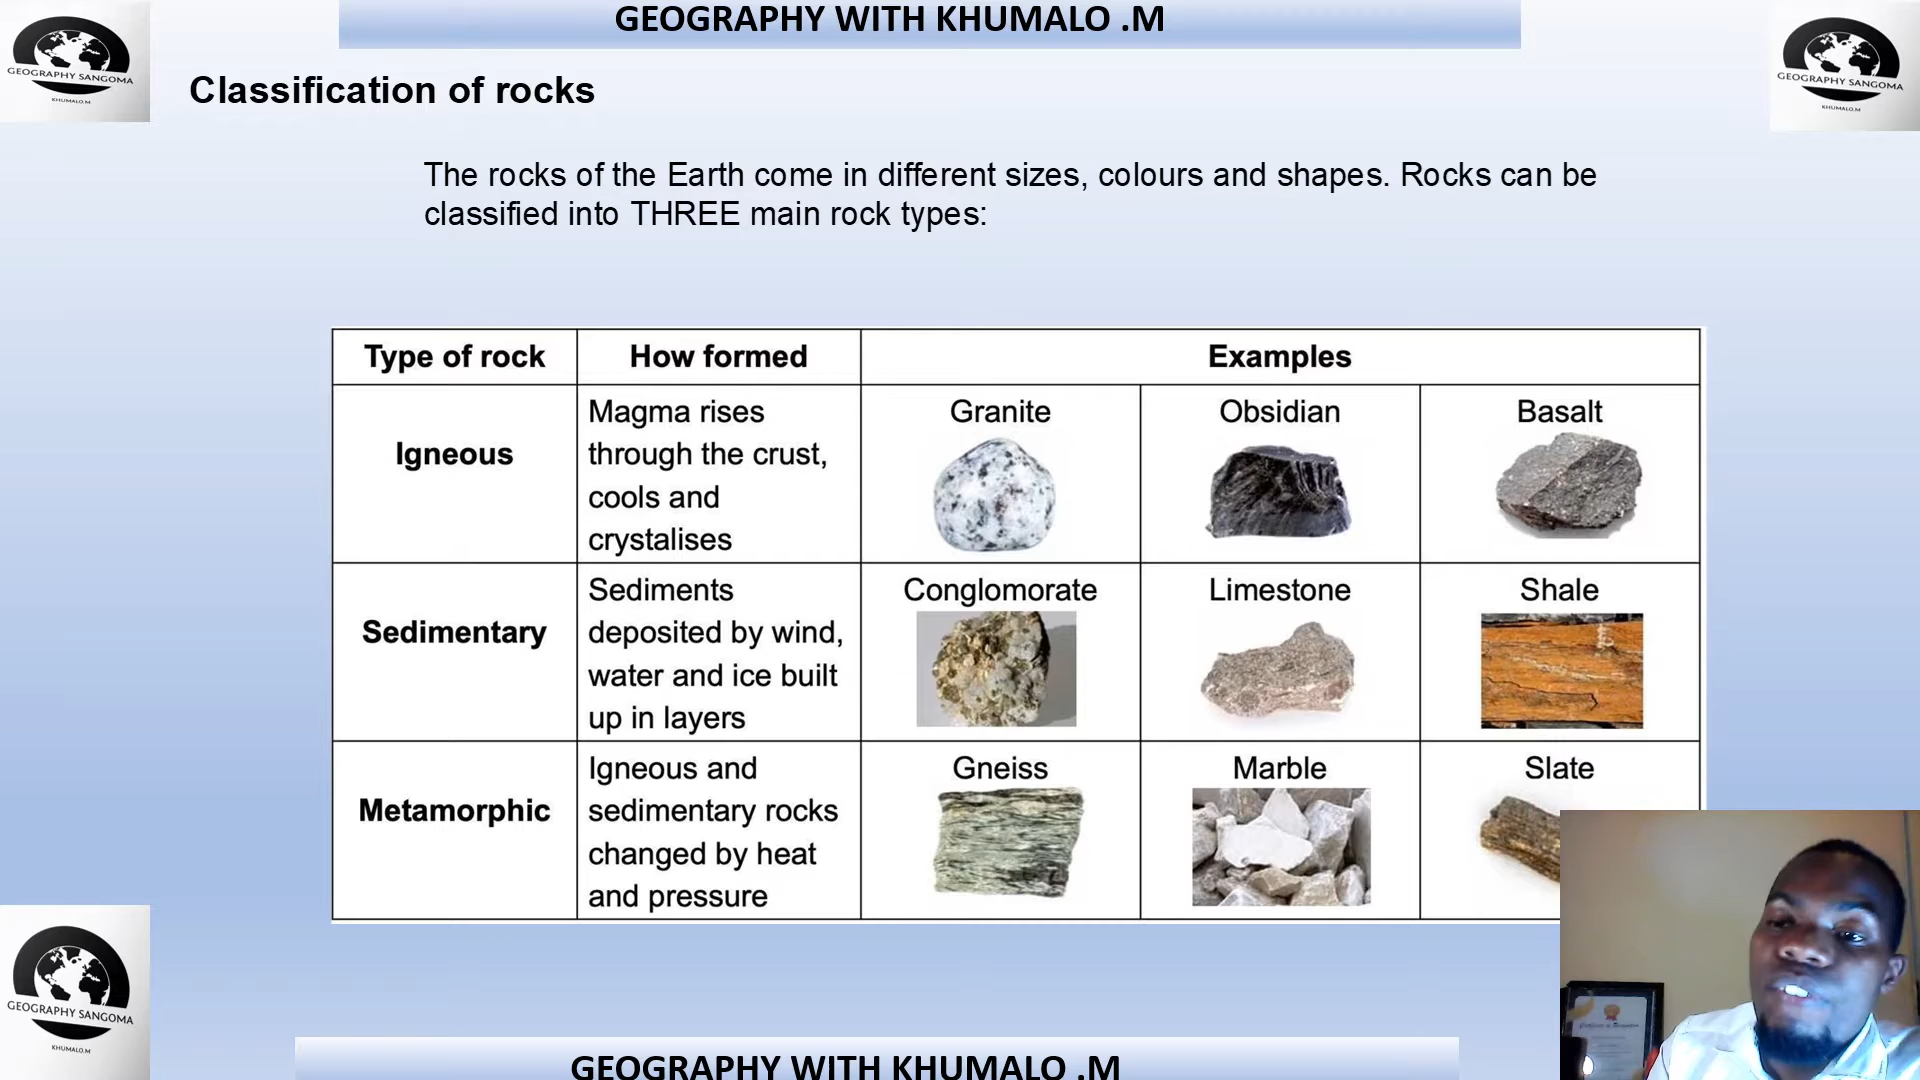 GEOGRAPHY WITH KHUMALO .M
GEOGRAPHY SANGOMA
KHUMALO.M
GEOGRAPHY SANGOMA
KHUMALO.M
Classification of rocks
The rocks of the Earth come in different sizes, colours and shapes. Rocks can be
classified into THREE main rock types:
Type of rock
How formed
Examples
Igneous
Magma rises
through the crust,
cools and
crystalises
Granite
Obsidian
Basalt
Sedimentary
Sediments
deposited by wind,
water and ice built
up in layers
Conglomorate
Limestone
Shale
Metamorphic
Igneous and
sedimentary rocks
changed by heat
and pressure
Gneiss
Marble
Slate
GEOGRAPHY SANGOMA
KHUMALO.M
GEOGRAPHY WITH KHUMALO .M